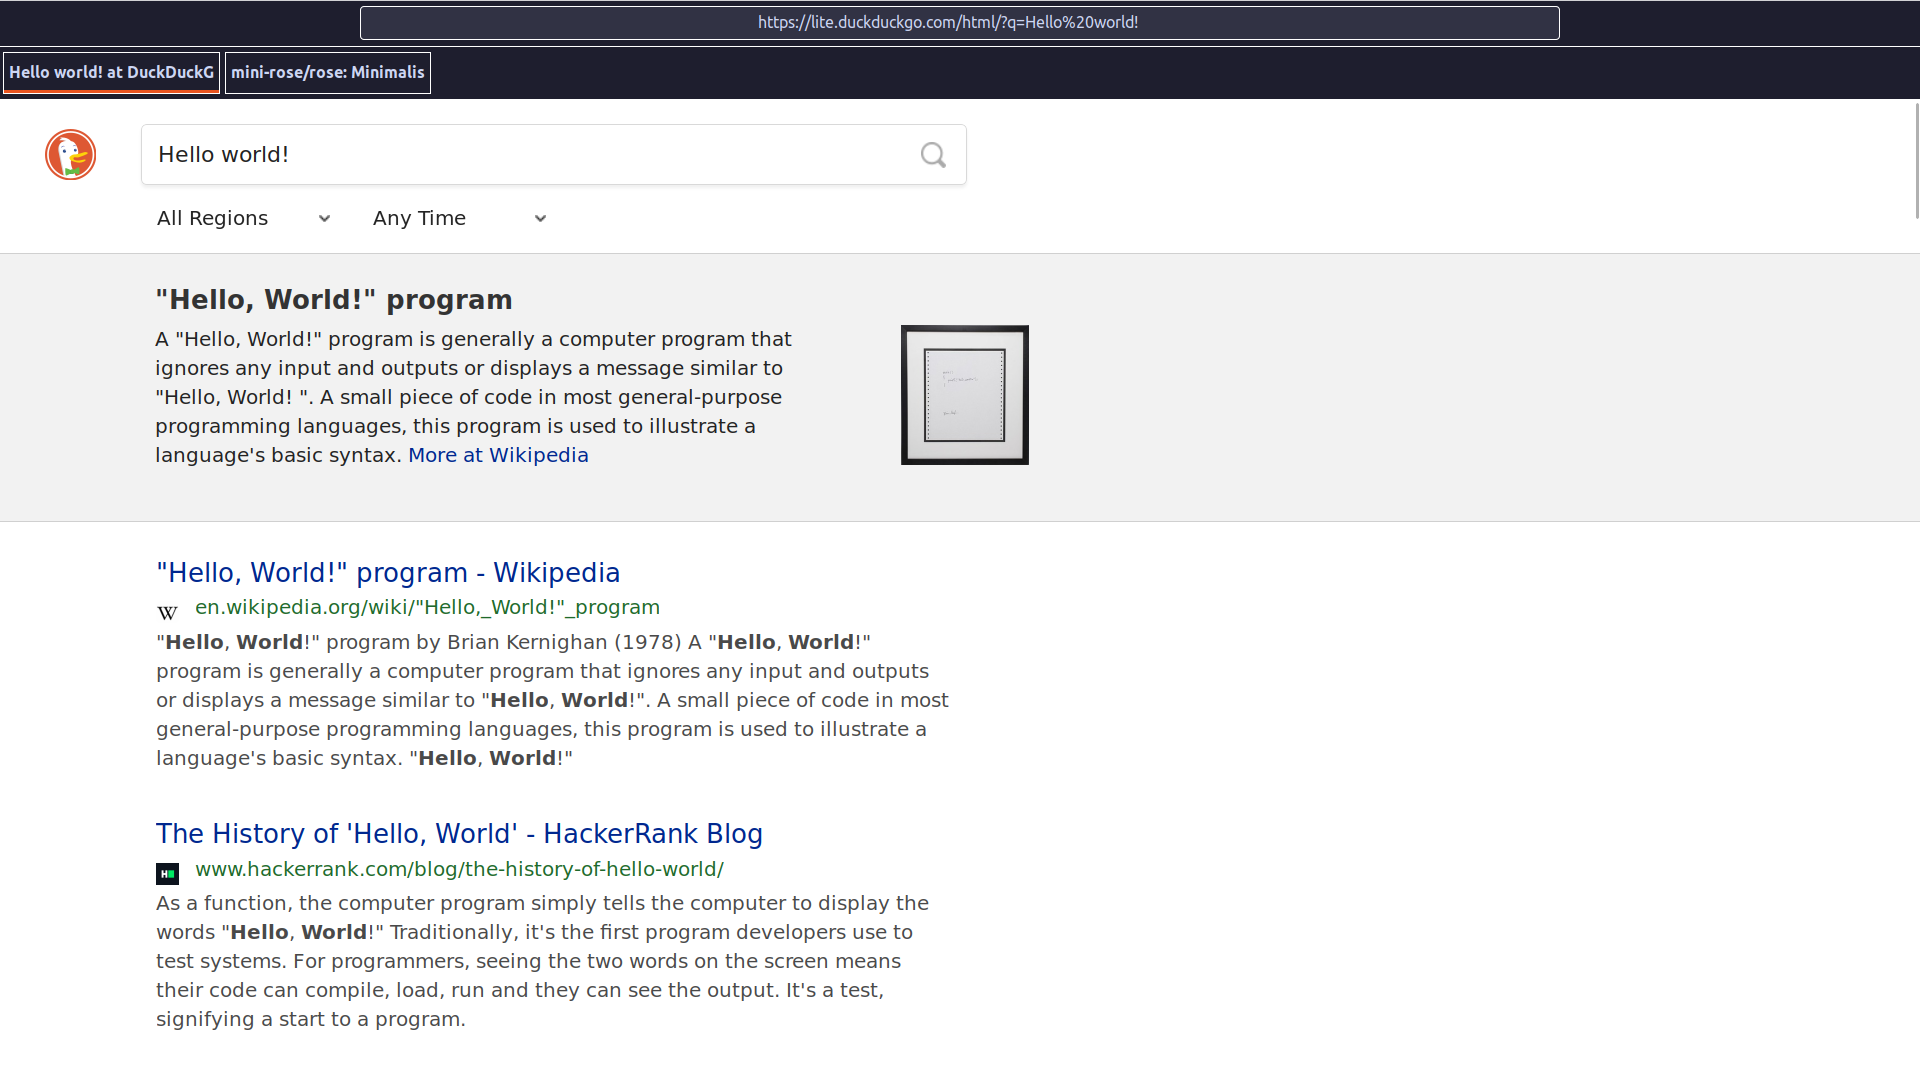 https://lite.duckduckgo.com/html/?q=Hello%20world!
Hello world! at DuckDuckG
mini-rose/rose: Minimalis
Hello world!
All Regions
Any Time
"Hello, World!" program
A "Hello, World!" program is generally a computer program that
ignores any input and outputs or displays a message similar to
"Hello, World! ". A small piece of code in most general-purpose
programming languages, this program is used to illustrate a
language's basic syntax. More at Wikipedia
"Hello, World!" program - Wikipedia
W en.wikipedia.org/wiki/"Hello,_World!"_program
"Hello, World!" program by Brian Kernighan (1978) A "Hello, World!"
program is generally a computer program that ignores any input and outputs
or displays a message similar to "Hello, World!". A small piece of code in most
general-purpose programming languages, this program is used to illustrate a
language's basic syntax. "Hello, World!"
The History of 'Hello, World' - HackerRank Blog
H www.hackerrank.com/blog/the-history-of-hello-world/
As a function, the computer program simply tells the computer to display the
words "Hello, World!" Traditionally, it's the first program developers use to
test systems. For programmers, seeing the two words on the screen means
their code can compile, load, run and they can see the output. It's a test,
signifying a start to a program.